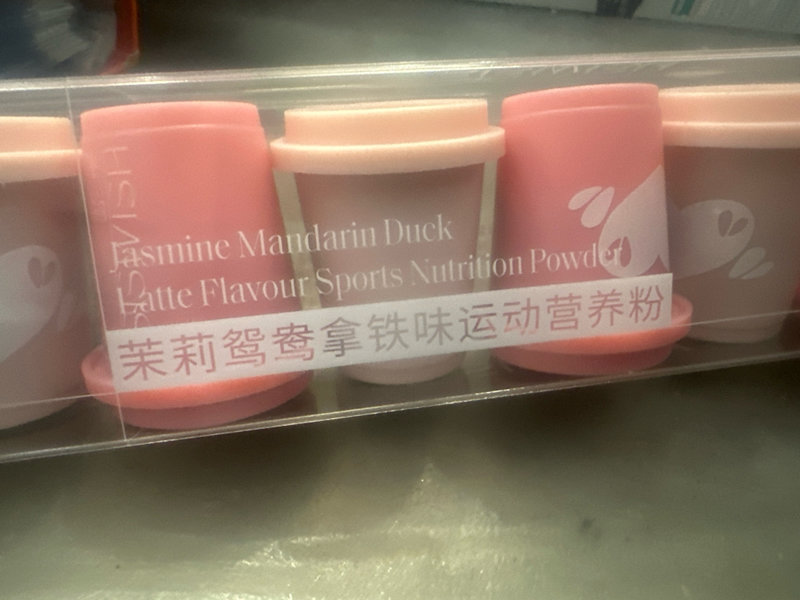 Jasmine Mandarin Duck
Latte Flavour Sports Nutrition Powder
茉莉鸳鸯拿铁味运动营养粉